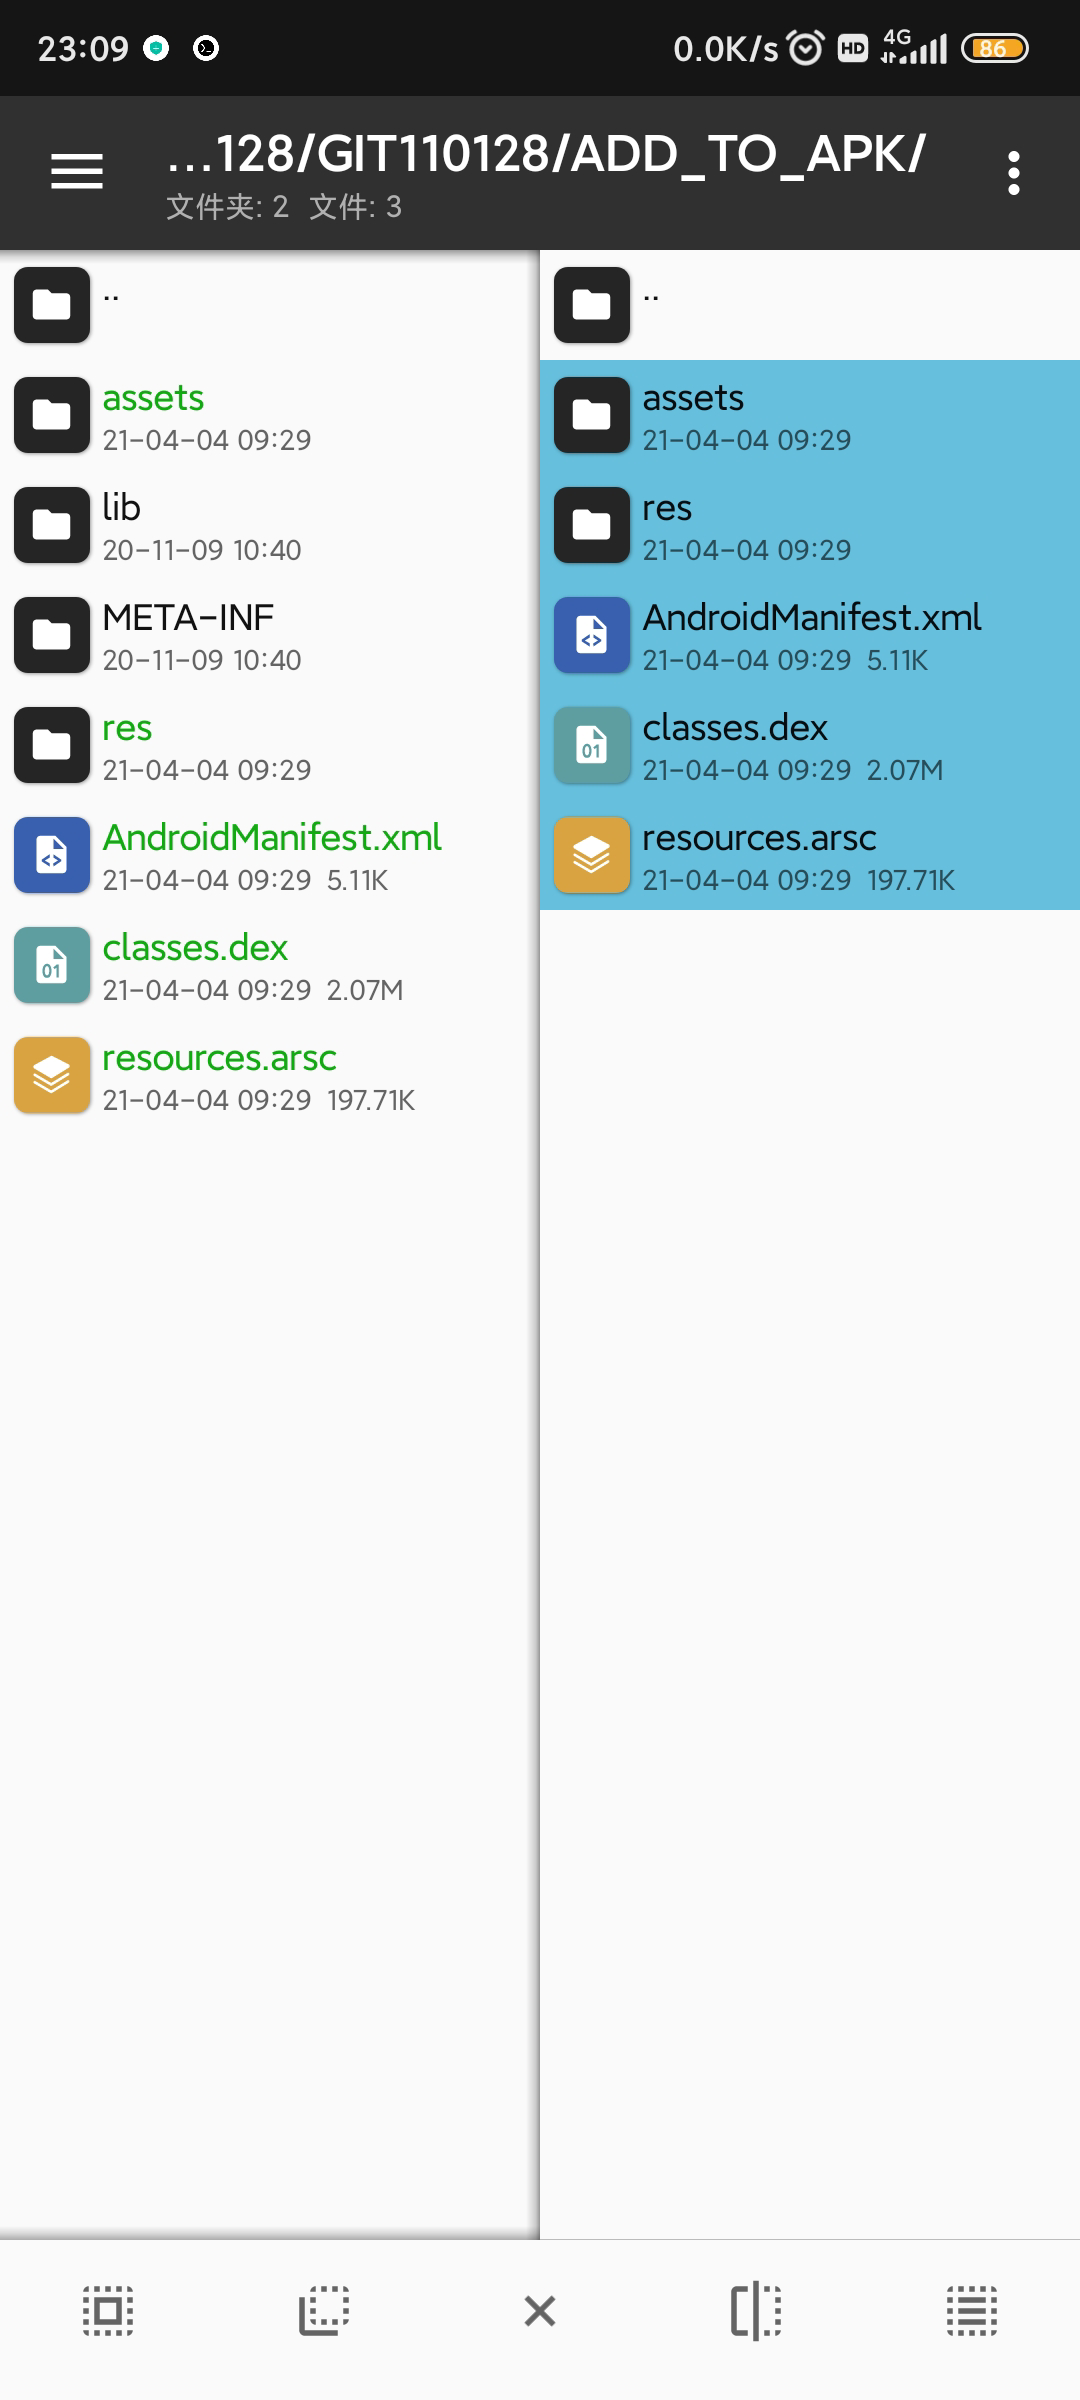 23:09
0.0K/s HD 4G 86
...128/GIT110128/ADD_TO_APK/
文件夹: 2 文件: 3
..
assets
21-04-04 09:29
lib
20-11-09 10:40
META-INF
20-11-09 10:40
res
21-04-04 09:29
AndroidManifest.xml
21-04-04 09:29 5.11K
classes.dex
21-04-04 09:29 2.07M
resources.arsc
21-04-04 09:29 197.71K
..
assets
21-04-04 09:29
res
21-04-04 09:29
AndroidManifest.xml
21-04-04 09:29 5.11K
classes.dex
21-04-04 09:29 2.07M
resources.arsc
21-04-04 09:29 197.71K